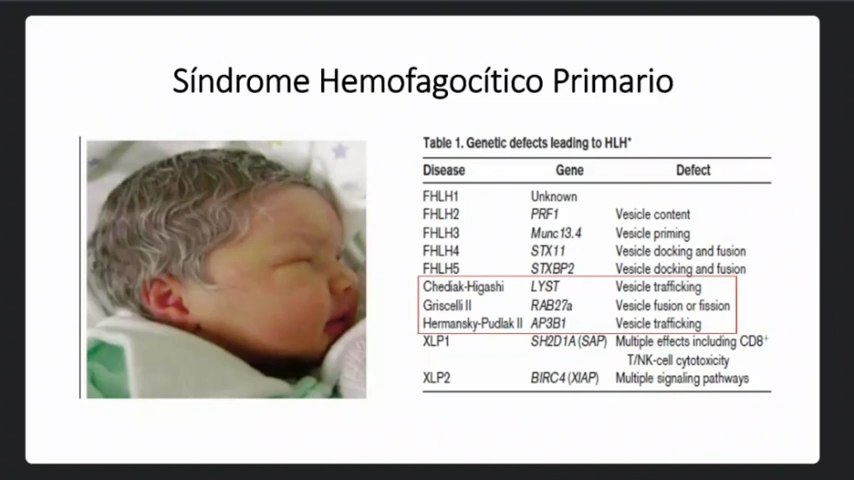 Síndrome Hemofagocítico Primario
Table 1. Genetic defects leading to HLH*
Disease Gene Defect
FHLH1 Unknown
FHLH2 PRF1 Vesicle content
FHLH3 Munc13.4 Vesicle priming
FHLH4 STX11 Vesicle docking and fusion
FHLH5 STXBP2 Vesicle docking and fusion
Chediak-Higashi LYST Vesicle trafficking
Griscelli II RAB27a Vesicle fusion or fission
Hermansky-Pudlak II AP3B1 Vesicle trafficking
XLP1 SH2D1A (SAP) Multiple effects including CD8+
T/NK-cell cytotoxicity
XLP2 BIRC4 (XIAP) Multiple signaling pathways